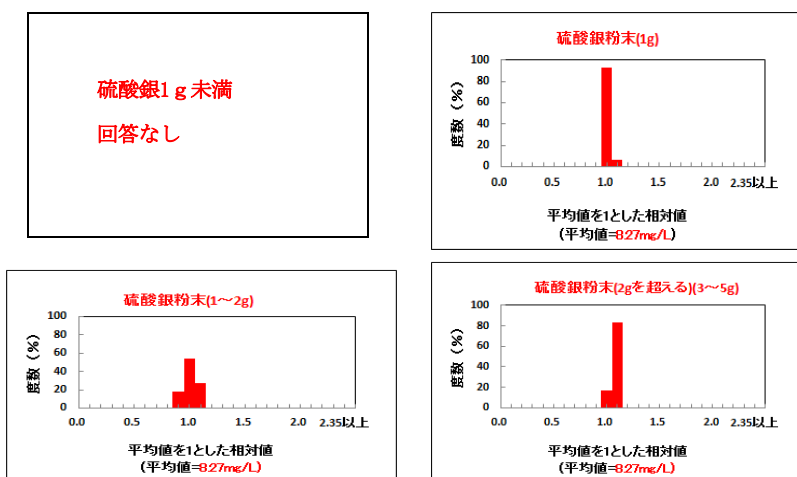 硫酸銀1ｇ未満
回答なし
硫酸銀粉末(1g)
度数（%）
100
80
60
40
20
0
0.0 0.5 1.0 1.5 2.0 2.35以上
平均値を1とした相対値
(平均値=8.27mg/L)
硫酸銀粉末(1～2g)
度数（%）
100
80
60
40
20
0
0.0 0.5 1.0 1.5 2.0 2.35以上
平均値を1とした相対値
(平均値=8.27mg/L)
硫酸銀粉末(2gを超える)(3～5g)
度数（%）
100
80
60
40
20
0
0.0 0.5 1.0 1.5 2.0 2.35以上
平均値を1とした相対値
(平均値=8.27mg/L)